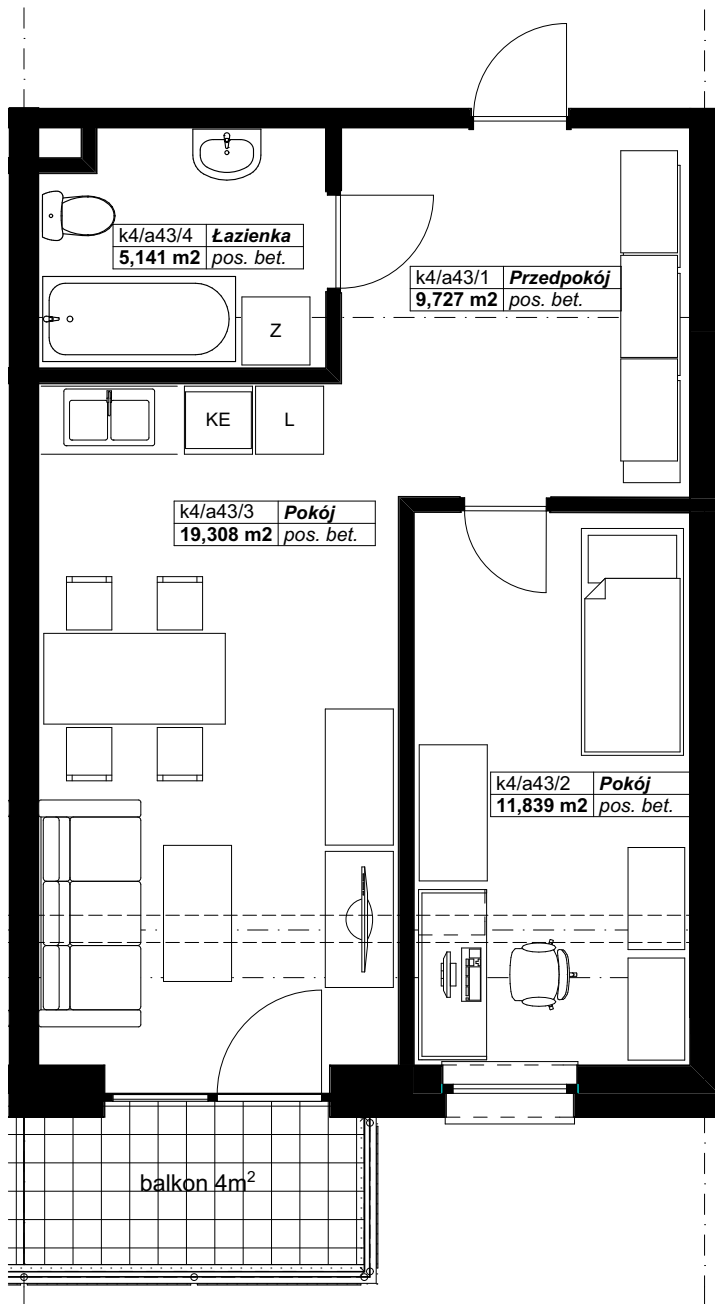 k4/a43/4 Łazienka
5,141 m2 pos. bet.
k4/a43/1 Przedpokój
9,727 m2 pos. bet.
Z
KE
L
k4/a43/3 Pokój
19,308 m2 pos. bet.
k4/a43/2 Pokój
11,839 m2 pos. bet.
balkon 4m²